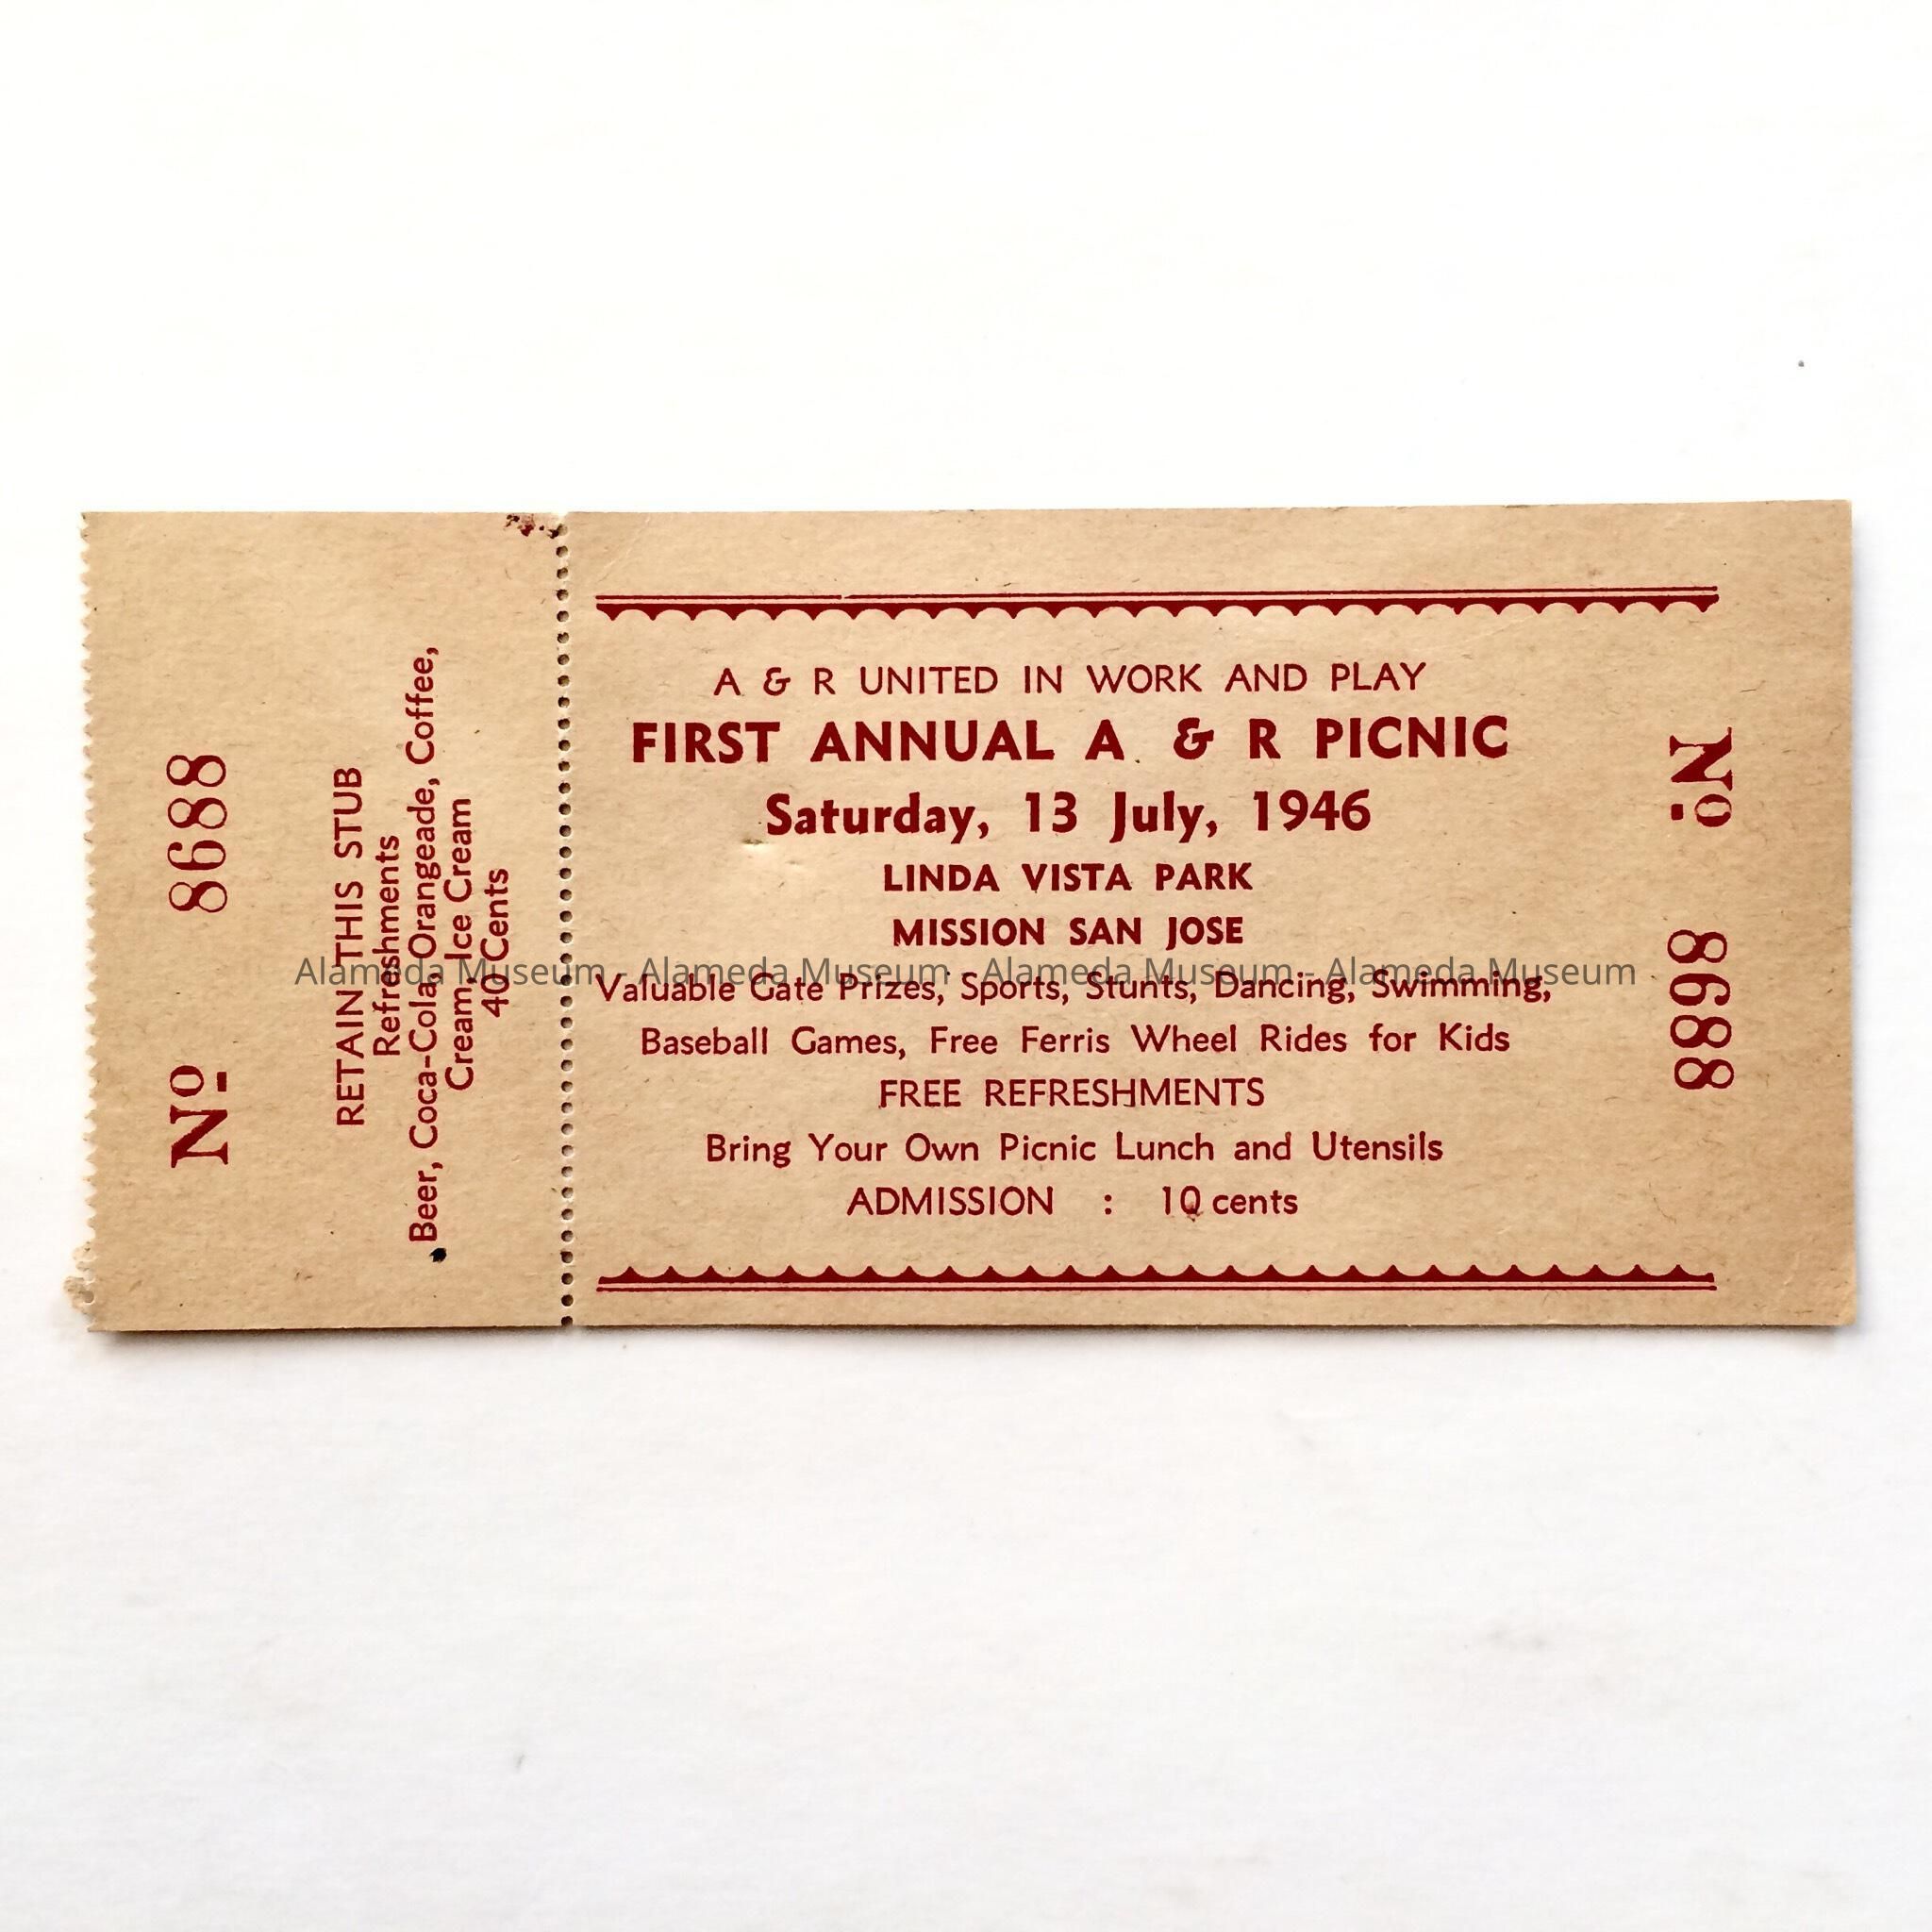 Nº 8688
RETAIN THIS STUB
Refreshments
Beer, Coca-Cola, Orangeade, Coffee,
Cream, Ice Cream
40 Cents
A & R UNITED IN WORK AND PLAY
FIRST ANNUAL A & R PICNIC
Saturday, 13 July, 1946
LINDA VISTA PARK
MISSION SAN JOSE
Valuable Gate Prizes, Sports, Stunts, Dancing, Swimming,
Baseball Games, Free Ferris Wheel Rides for Kids
FREE REFRESHMENTS
Bring Your Own Picnic Lunch and Utensils
ADMISSION : 10 cents
Nº 8688
Alameda Museum - Alameda Museum - Alameda Museum - Alameda Museum